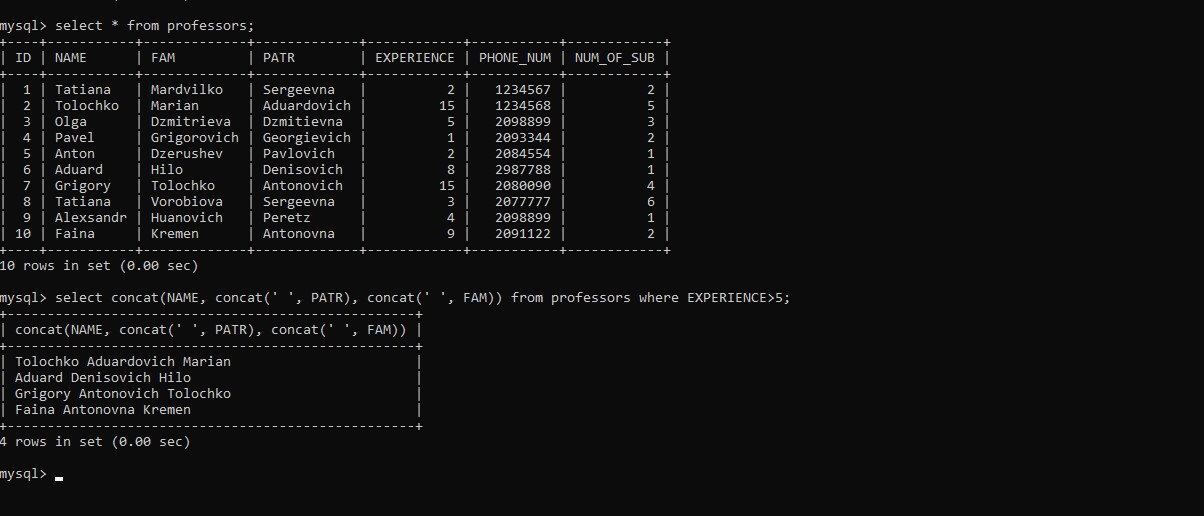 mysql> select * from professors;
+----+-----------+-------------+------------+------------+-----------+------------+
| ID | NAME      | FAM         | PATR       | EXPERIENCE | PHONE_NUM | NUM_OF_SUB |
+----+-----------+-------------+------------+------------+-----------+------------+
|  1 | Tatiana   | Mardvilko   | Sergeevna  |          2 |   1234567 |          2 |
|  2 | Tolochko  | Marian      | Aduardovich |         15 |   1234568 |          5 |
|  3 | Olga      | Dzmitrieva  | Dzmitievna |          5 |   2098899 |          3 |
|  4 | Pavel     | Grigorovich | Georgievich |          1 |   2093344 |          2 |
|  5 | Anton     | Dzerushev   | Pavlovich  |          2 |   2084554 |          1 |
|  6 | Aduard    | Hilo        | Denisovich |          8 |   2987788 |          1 |
|  7 | Grigory   | Tolochko    | Antonovich |         15 |   2080090 |          4 |
|  8 | Tatiana   | Vorobiova   | Sergeevna  |          3 |   2077777 |          6 |
|  9 | Alexsandr | Huanovich   | Peretz     |          4 |   2098899 |          1 |
| 10 | Faina     | Kremen      | Antonovna  |          9 |   2091122 |          2 |
+----+-----------+-------------+------------+------------+-----------+------------+
10 rows in set (0.00 sec)
mysql> select concat(NAME, concat(' ', PATR), concat(' ', FAM)) from professors where EXPERIENCE>5;
+---------------------------------------------------+
| concat(NAME, concat(' ', PATR), concat(' ', FAM)) |
+---------------------------------------------------+
| Tolochko Aduardovich Marian                       |
| Aduard Denisovich Hilo                            |
| Grigory Antonovich Tolochko                       |
| Faina Antonovna Kremen                            |
+---------------------------------------------------+
4 rows in set (0.00 sec)
mysql>